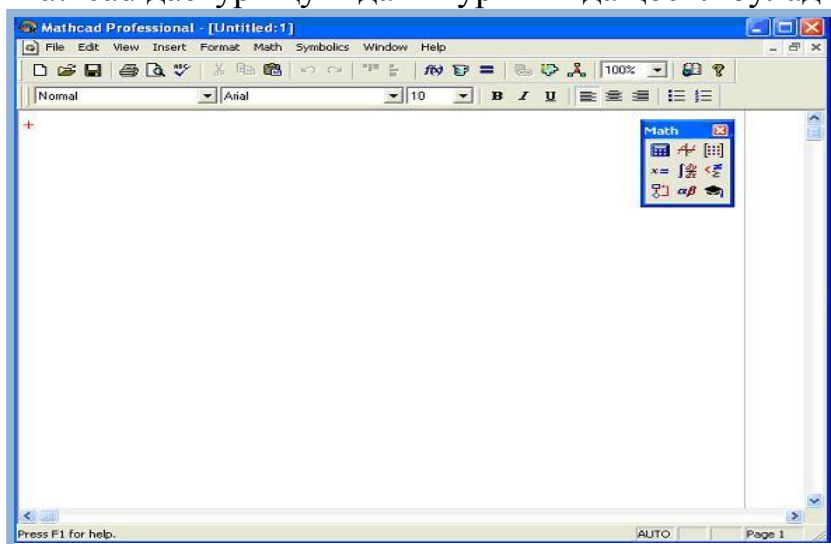 Mathcad Professional - [Untitled:1]
File Edit View Insert Format Math Symbolics Window Help
100%
Normal Arial 10 B I U
Math
x=
αβ
Press F1 for help. AUTO Page 1